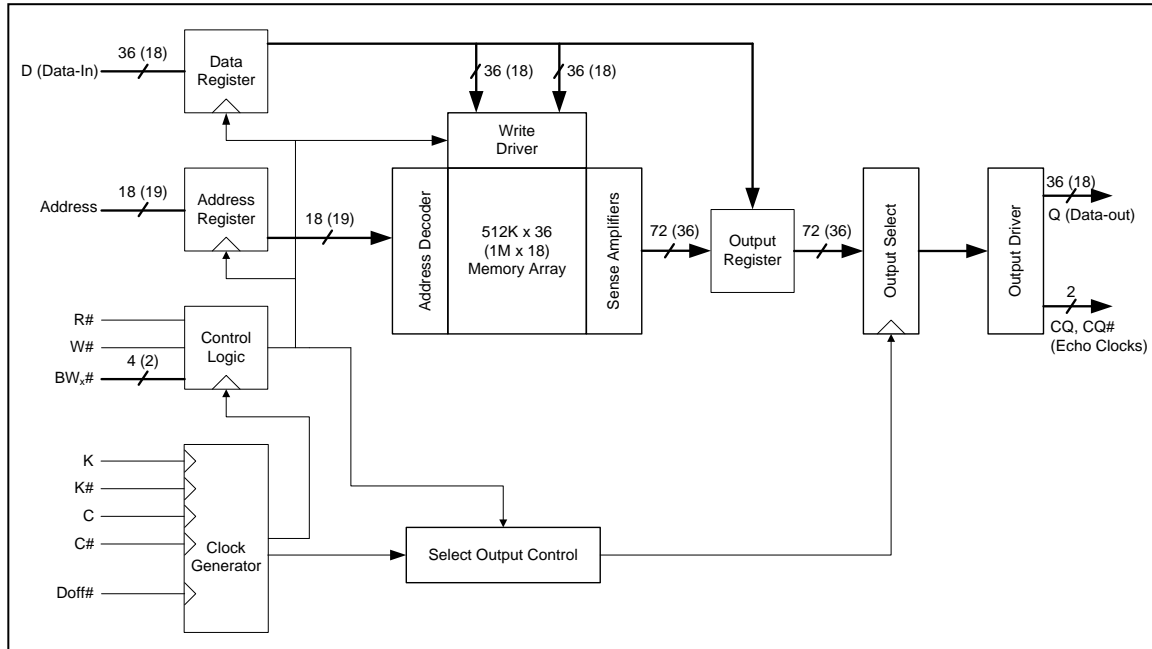 36 (18)
D (Data-In)
Data
Register
36 (18)
36 (18)
Write
Driver
18 (19)
Address
Address
Register
18 (19)
Address Decoder
512K x 36
(1M x 18)
Memory Array
Sense Amplifiers
72 (36)
Output
Register
72 (36)
Output Select
Output Driver
36 (18)
Q (Data-out)
2
CQ, CQ#
(Echo Clocks)
R#
W#
4 (2)
BWx#
Control
Logic
K
K#
C
C#
Doff#
Clock
Generator
Select Output Control